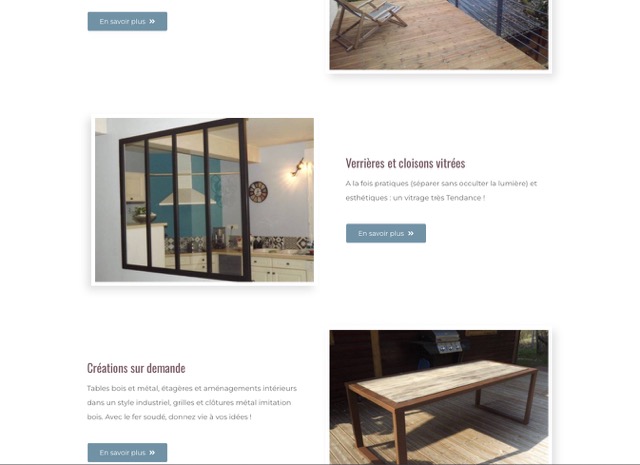 En savoir plus »
Verrières et cloisons vitrées
A la fois pratiques (séparer sans occulter la lumière) et
esthétiques : un vitrage très Tendance !
En savoir plus »
Créations sur demande
Tables bois et métal, étagères et aménagements intérieurs
dans un style industriel, grilles et clôtures métal imitation
bois. Avec le fer soudé, donnez vie à vos idées !
En savoir plus »